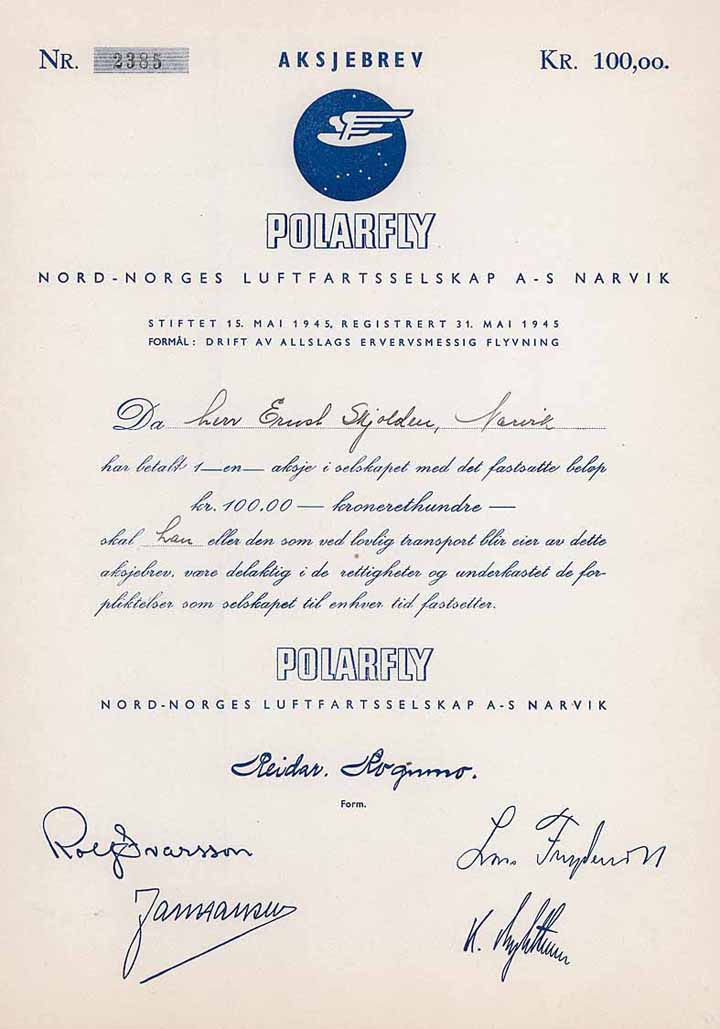 NR. 2385 AKSJEBREV KR. 100,00.
POLARFLY
NORD-NORGES LUFTFARTSSELSKAP A-S NARVIK
STIFTET 15. MAI 1945, REGISTRERT 31. MAI 1945
FORMÅL: DRIFT AV ALLSLAGS ERVERVSMESSIG FLYVNING
Da herr Ernst Skjolden, Narvik
har betalt 1—en— aksje i selskapet med det fastsatte beløp
kr. 100.00 — kroneretthundre —
skal han eller den som ved lovlig transport blir eier av dette
aksjebrev, være delaktig i de rettigheter og underkastet de for-
pliktelser som selskapet til enhver tid fastsetter.
POLARFLY
NORD-NORGES LUFTFARTSSELSKAP A-S NARVIK
Reidar. Rognmo.
Form.
Rolf Ivarsson
Jan Hansen
K.